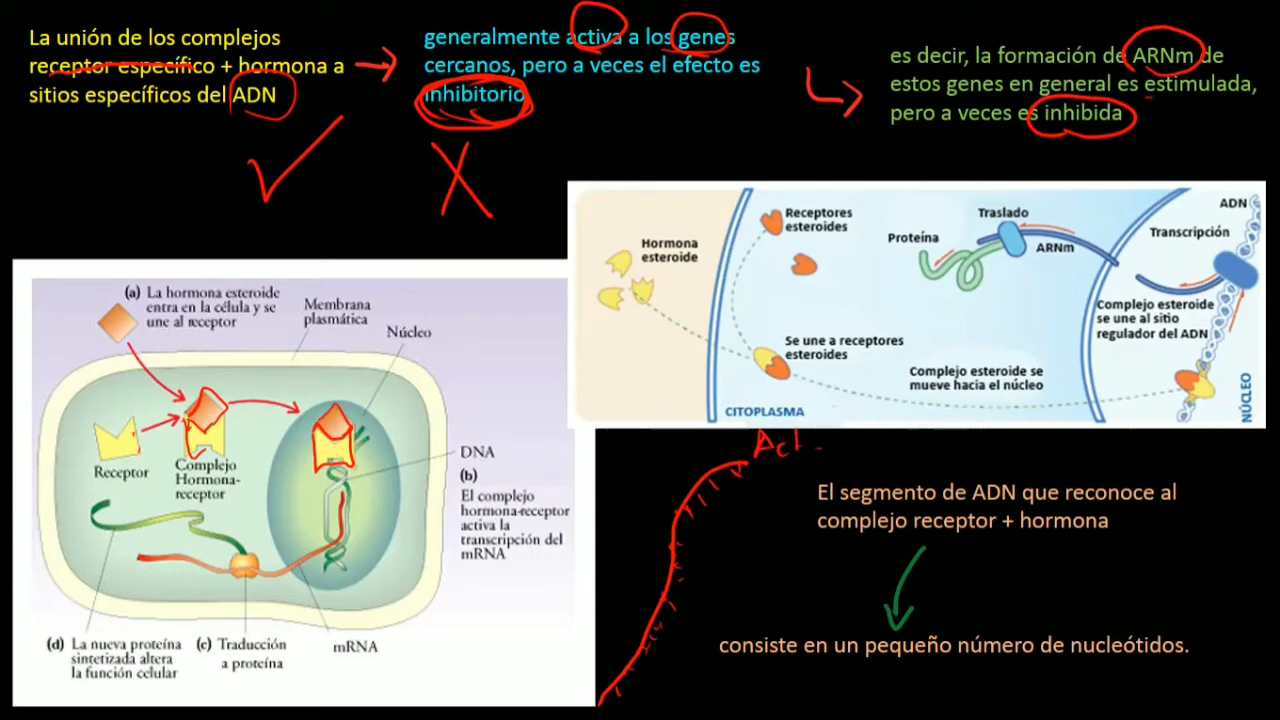 La unión de los complejos
receptor específico + hormona a
sitios específicos del ADN
generalmente activa a los genes
cercanos, pero a veces el efecto es
inhibitorio
es decir, la formación de ARNm de
estos genes en general es estimulada,
pero a veces es inhibida
Hormona
esteroide
Receptores
esteroides
Proteína
Traslado
ARNm
ADN
Transcripción
Complejo esteroide
se une al sitio
regulador del ADN
Se une a receptores
esteroides
Complejo esteroide se
mueve hacia el núcleo
CITOPLASMA
NÚCLEO
(a) La hormona esteroide
entra en la célula y se
une al receptor
Membrana
plasmática
Núcleo
Receptor
Complejo
Hormona-
receptor
DNA
(b)
El complejo
hormona-receptor
activa la
transcripción del
mRNA
(d) La nueva proteína
sintetizada altera
la función celular
(c) Traducción
a proteína
mRNA
Act
El segmento de ADN que reconoce al
complejo receptor + hormona
consiste en un pequeño número de nucleótidos.